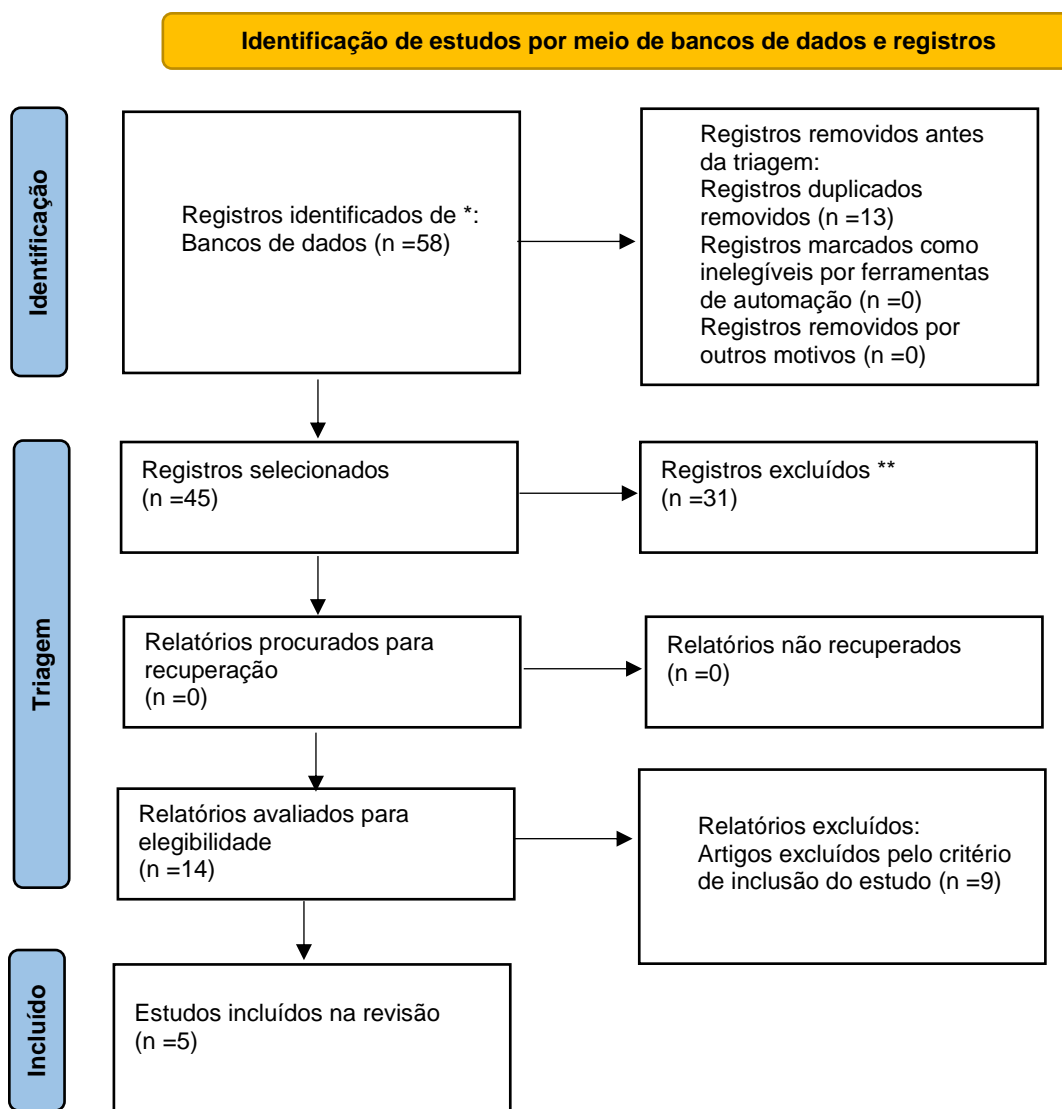 Identificação de estudos por meio de bancos de dados e registros
Identificação
Registros identificados de *:
Bancos de dados (n =58)
Registros removidos antes
da triagem:
Registros duplicados
removidos (n =13)
Registros marcados como
inelegíveis por ferramentas
de automação (n =0)
Registros removidos por
outros motivos (n =0)
Triagem
Registros selecionados
(n =45)
Registros excluídos **
(n =31)
Relatórios procurados para
recuperação
(n =0)
Relatórios não recuperados
(n =0)
Relatórios avaliados para
elegibilidade
(n =14)
Relatórios excluídos:
Artigos excluídos pelo critério
de inclusão do estudo (n =9)
Incluído
Estudos incluídos na revisão
(n =5)